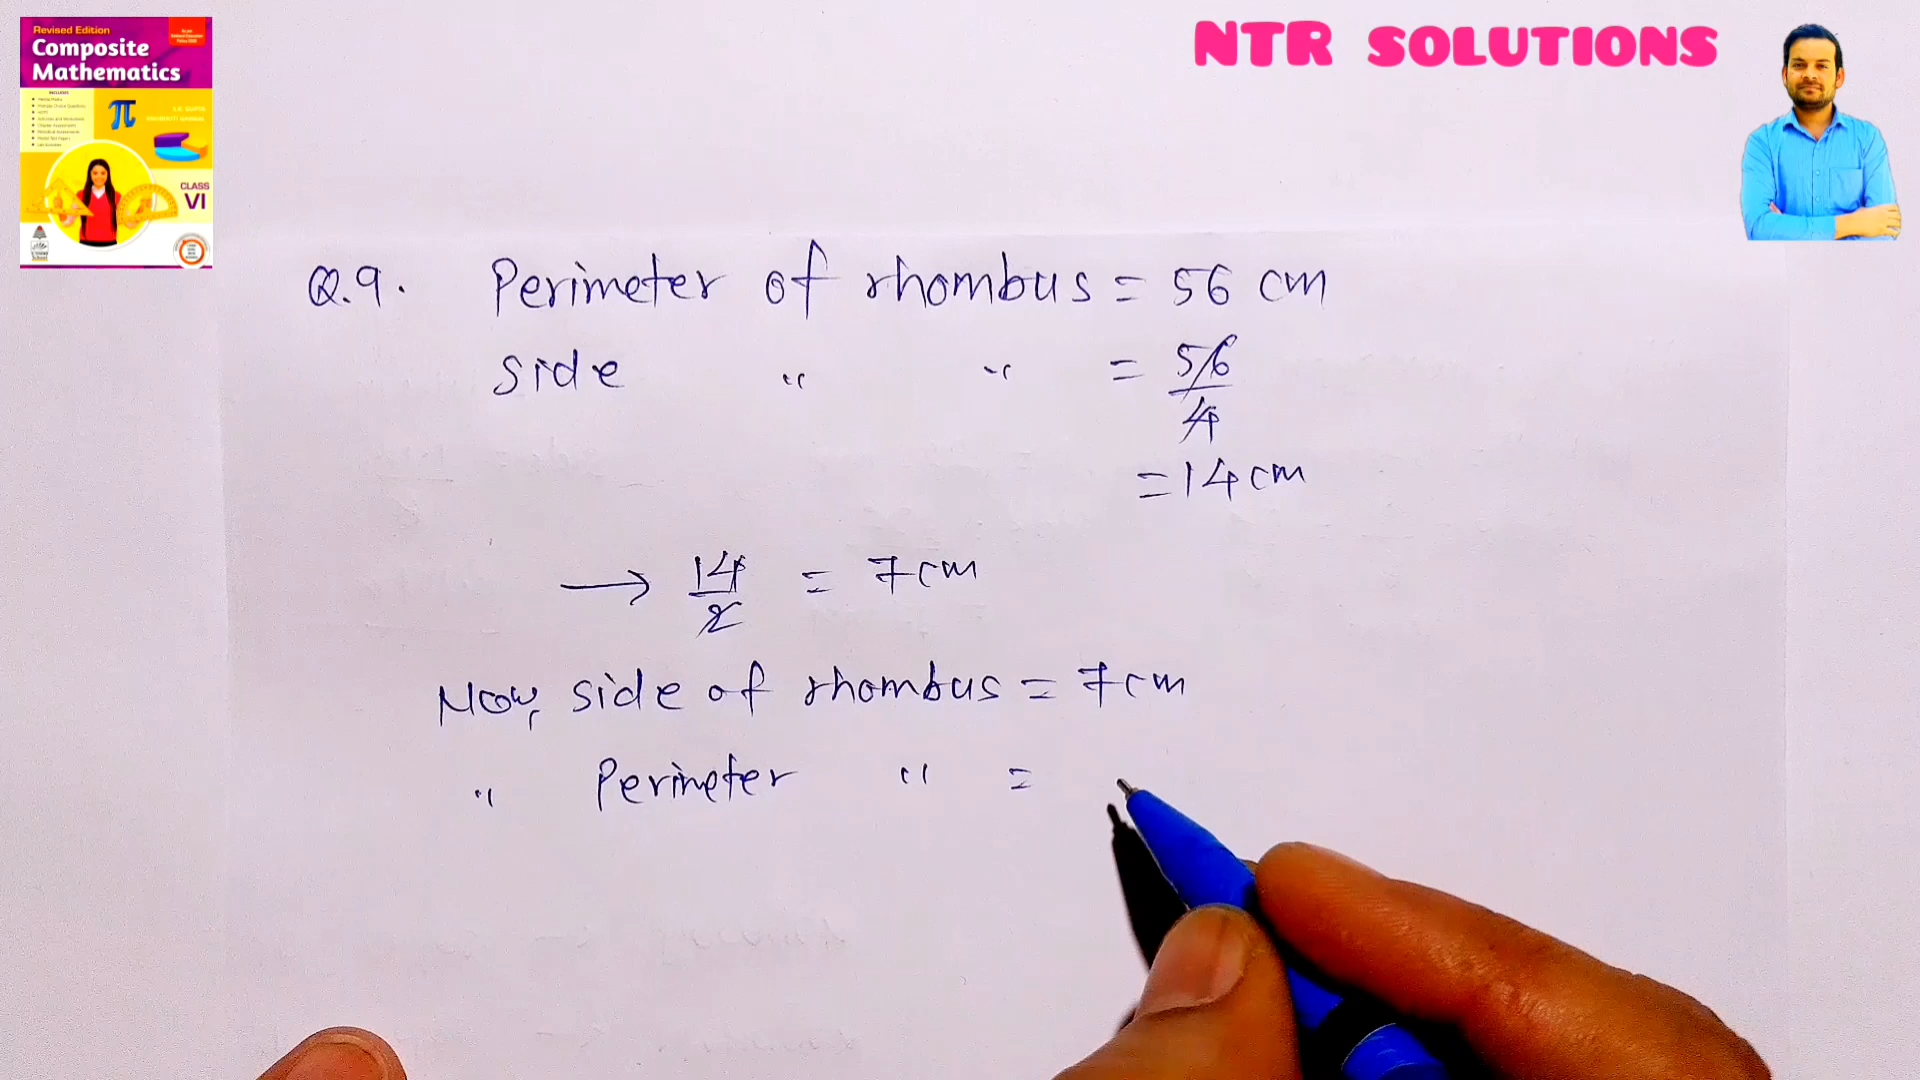 NTR SOLUTIONS
Revised Edition
Composite
Mathematics
π
CLASS
VI
Q.9. Perimeter of rhombus = 56 cm
Side " " = 56/4
= 14 cm
→ 14/2 = 7 cm
Now, side of rhombus = 7 cm
" Perimeter " =